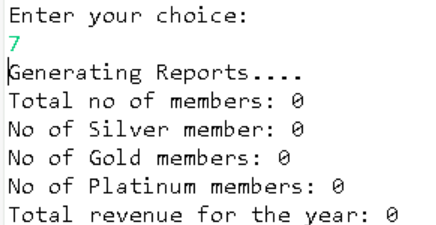 Enter your choice:
7
Generating Reports....
Total no of members: 0
No of Silver member: 0
No of Gold members: 0
No of Platinum members: 0
Total revenue for the year: 0